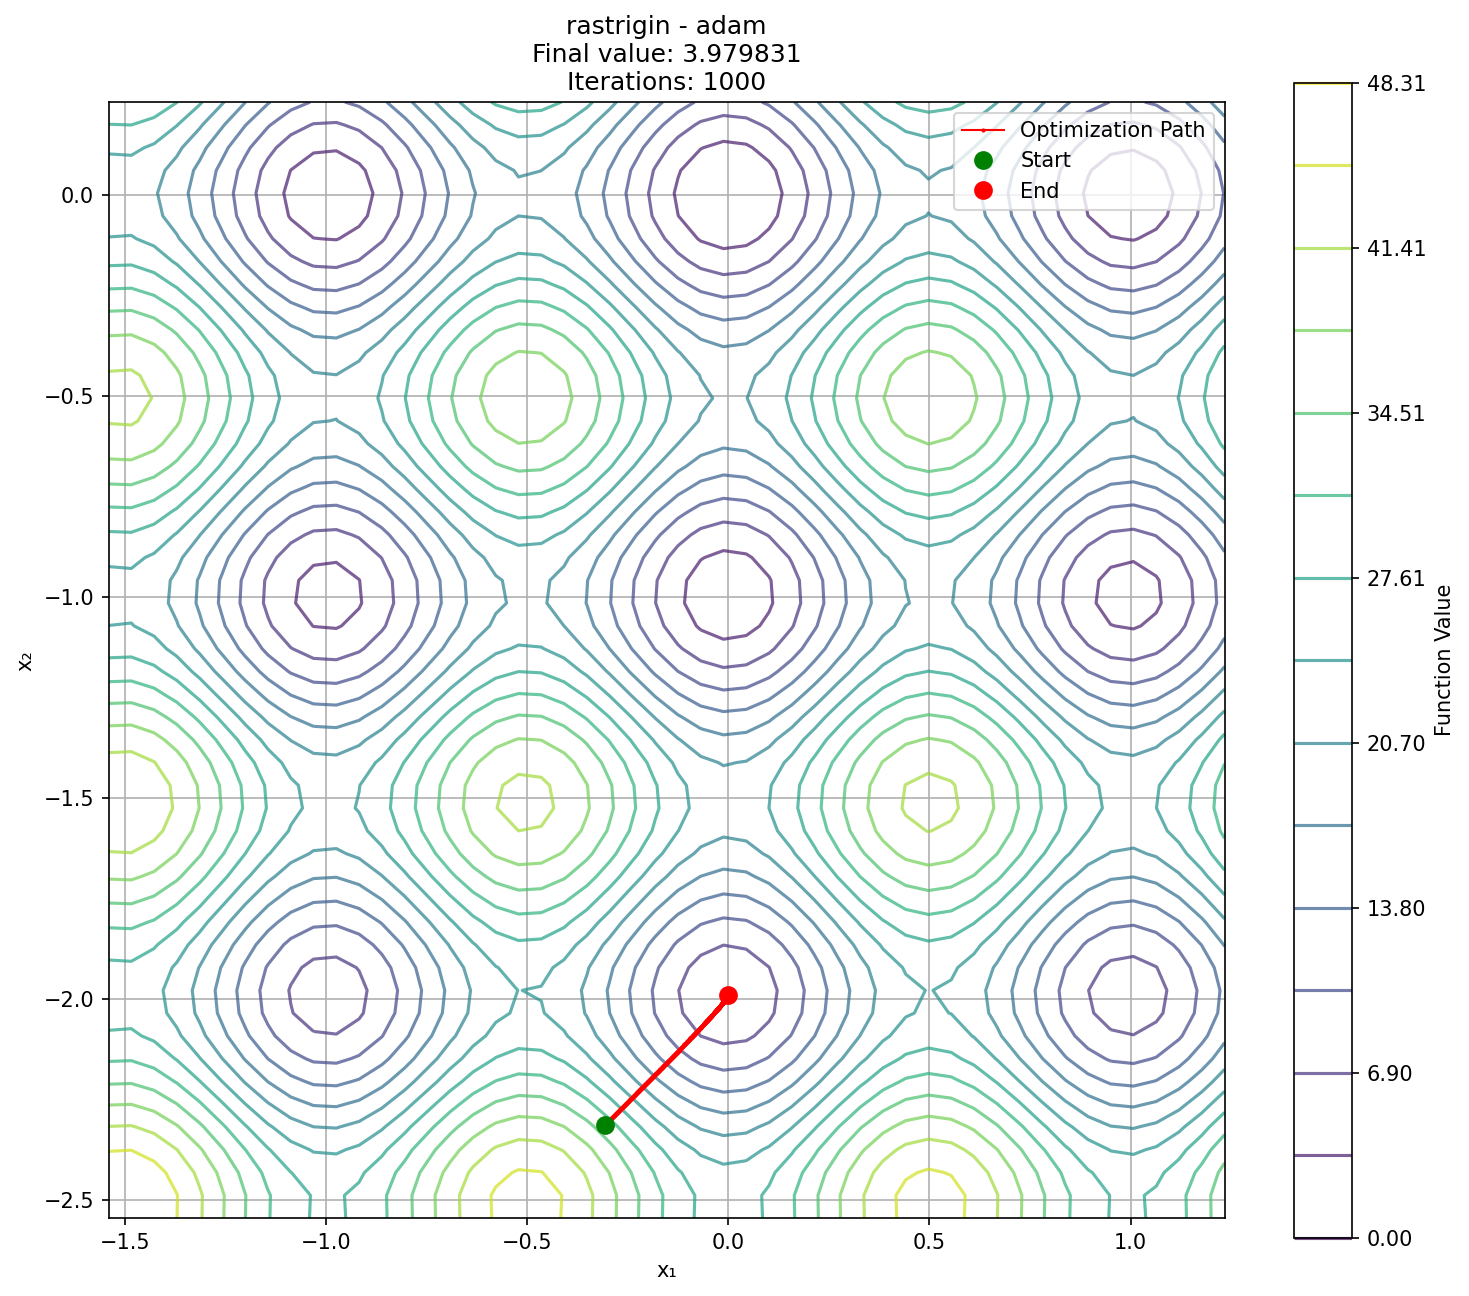 rastrigin - adam
Final value: 3.979831
Iterations: 1000
Optimization Path
Start
End
0.0
−0.5
−1.0
−1.5
−2.0
−2.5
x₂
−1.5
−1.0
−0.5
0.0
0.5
1.0
x₁
48.31
41.41
34.51
27.61
20.70
13.80
6.90
0.00
Function Value